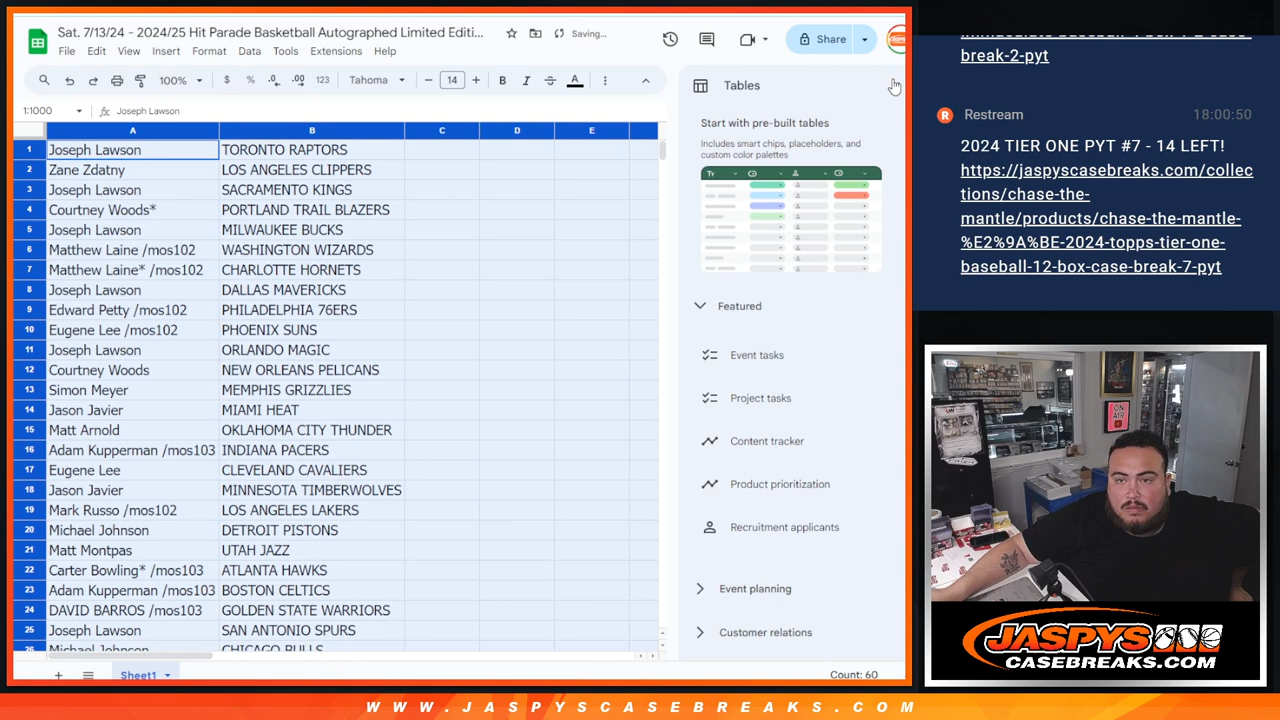 Sat. 7/13/24 - 2024/25 Hit Parade Basketball Autographed Limited Editi...
Saving...
Share
File Edit View Insert Format Data Tools Extensions Help
100% $ % .0 .00 123 Tahoma 14 B I S A
1:1000 fx Joseph Lawson
A B C D E
1 Joseph Lawson TORONTO RAPTORS
2 Zane Zdatny LOS ANGELES CLIPPERS
3 Joseph Lawson SACRAMENTO KINGS
4 Courtney Woods* PORTLAND TRAIL BLAZERS
5 Joseph Lawson MILWAUKEE BUCKS
6 Matthew Laine /mos102 WASHINGTON WIZARDS
7 Matthew Laine* /mos102 CHARLOTTE HORNETS
8 Joseph Lawson DALLAS MAVERICKS
9 Edward Petty /mos102 PHILADELPHIA 76ERS
10 Eugene Lee /mos102 PHOENIX SUNS
11 Joseph Lawson ORLANDO MAGIC
12 Courtney Woods NEW ORLEANS PELICANS
13 Simon Meyer MEMPHIS GRIZZLIES
14 Jason Javier MIAMI HEAT
15 Matt Arnold OKLAHOMA CITY THUNDER
16 Adam Kupperman /mos103 INDIANA PACERS
17 Eugene Lee CLEVELAND CAVALIERS
18 Jason Javier MINNESOTA TIMBERWOLVES
19 Mark Russo /mos102 LOS ANGELES LAKERS
20 Michael Johnson DETROIT PISTONS
21 Matt Montpas UTAH JAZZ
22 Carter Bowling* /mos103 ATLANTA HAWKS
23 Adam Kupperman /mos103 BOSTON CELTICS
24 DAVID BARROS /mos103 GOLDEN STATE WARRIORS
25 Joseph Lawson SAN ANTONIO SPURS
26 Michael Johnson CHICAGO BULLS
Sheet1
Count: 60
Tables
Start with pre-built tables
Includes smart chips, placeholders, and
custom color palettes
Featured
Event tasks
Project tasks
Content tracker
Product prioritization
Recruitment applicants
Event planning
Customer relations
break-2-pyt
Restream 18:00:50
2024 TIER ONE PYT #7 - 14 LEFT!
https://jaspyscasebreaks.com/collec
tions/chase-the-
mantle/products/chase-the-mantle-
%E2%9A%BE-2024-topps-tier-one-
baseball-12-box-case-break-7-pyt
ON
AIR
JASPYS
CASEBREAKS.COM
WWW.JASPYSCASEBREAKS.COM